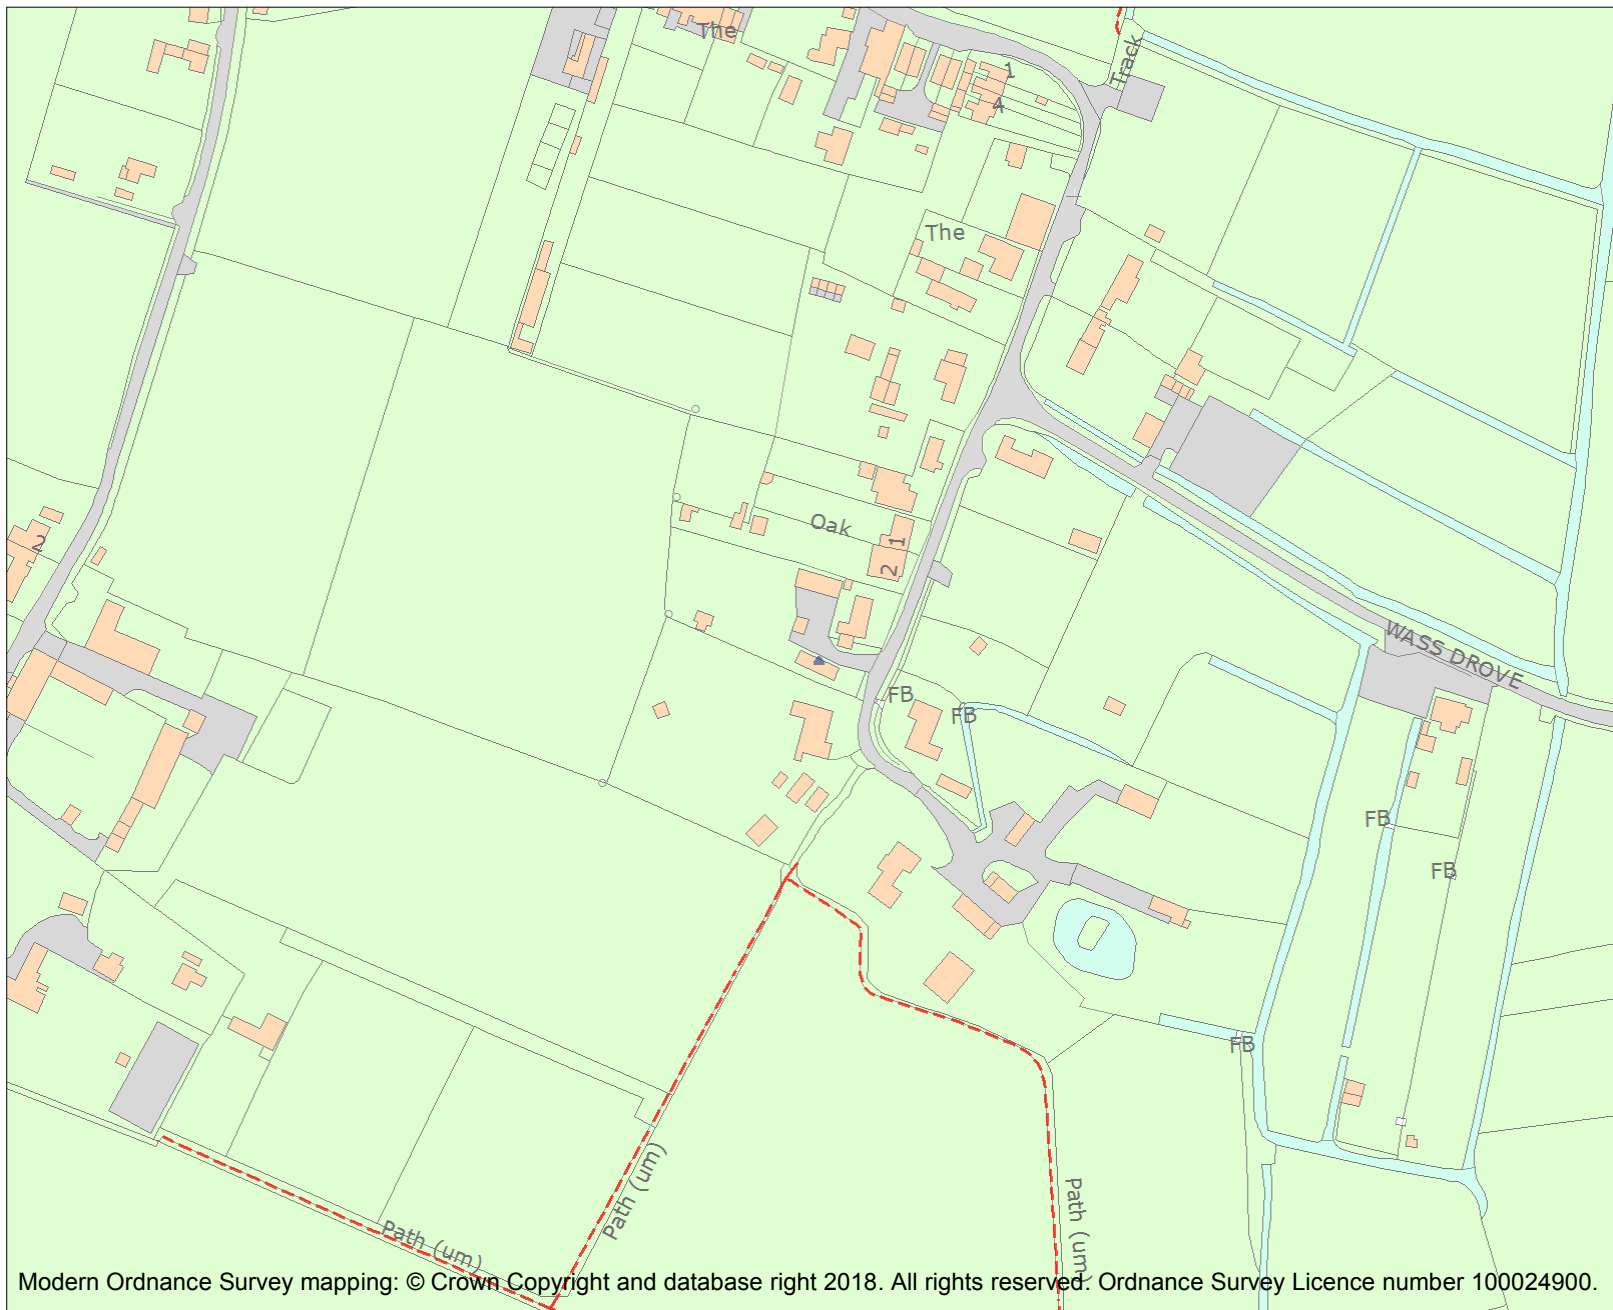 The
1
Track
4
The
Oak
1
2
2
WASS DROVE
FB
FB
FB
FB
FB
Path (um)
Path (um)
Path (um)
Modern Ordnance Survey mapping: © Crown Copyright and database right 2018. All rights reserved. Ordnance Survey Licence number 100024900.